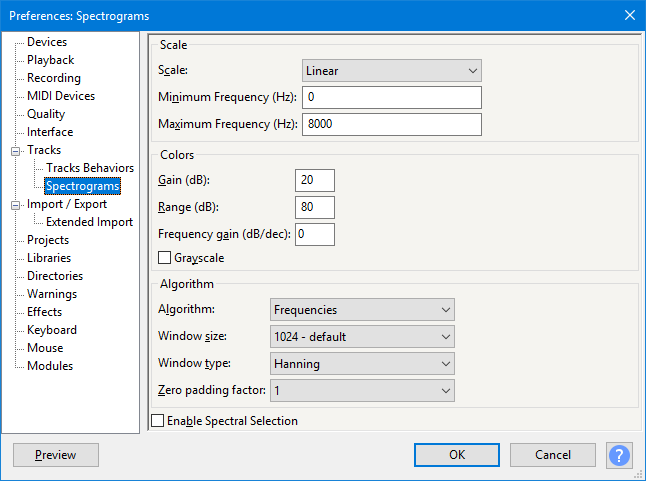 Preferences: Spectrograms
Devices
Playback
Recording
MIDI Devices
Quality
Interface
Tracks
Tracks Behaviors
Spectrograms
Import / Export
Extended Import
Projects
Libraries
Directories
Warnings
Effects
Keyboard
Mouse
Modules
Scale
Scale: Linear
Minimum Frequency (Hz): 0
Maximum Frequency (Hz): 8000
Colors
Gain (dB): 20
Range (dB): 80
Frequency gain (dB/dec): 0
Grayscale
Algorithm
Algorithm: Frequencies
Window size: 1024 - default
Window type: Hanning
Zero padding factor: 1
Enable Spectral Selection
Preview OK Cancel ?